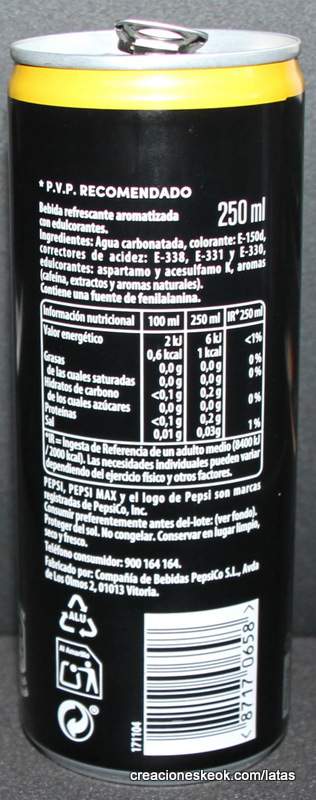 * P.V.P. RECOMENDADO
250 ml
Bebida refrescante aromatizada
con edulcorantes.
Ingredientes: Agua carbonatada, colorante: E-150d,
correctores de acidez: E-338, E-331 y E-330,
edulcorantes: aspartamo y acesulfamo K, aromas
(cafeína, extractos y aromas naturales).
Contiene una fuente de fenilalanina.
Información nutricional 100 ml 250 ml IR*250 ml
Valor energético 2 kJ 6 kJ <1%
0,6 kcal 1 kcal
Grasas 0,0 g 0,0 g 0%
de las cuales saturadas 0,0 g 0,0 g 0%
Hidratos de carbono <0,1 g 0,2 g
de los cuales azúcares 0,0 g 0,0 g 0%
Proteínas <0,1 g 0,2 g
Sal 0,01 g 0,03g 1%
*IR= Ingesta de Referencia de un adulto medio (8400 kJ
/2000 kcal). Las necesidades individuales pueden variar
dependiendo del ejercicio físico y otros factores.
PEPSI, PEPSI MAX y el logo de Pepsi son marcas
registradas de PepsiCo, Inc.
Consumir preferentemente antes del-lote: (ver fondo).
Proteger del sol. No congelar. Conservar en lugar limpio,
seco y fresco.
Teléfono consumidor: 900 164 164.
Fabricado por: Compañía de Bebidas PepsiCo S.L., Avda
de Los Olmos 2, 01013 Vitoria.
ALU
Al Amarillo
171104
8717 0658
creacioneskeok.com/latas